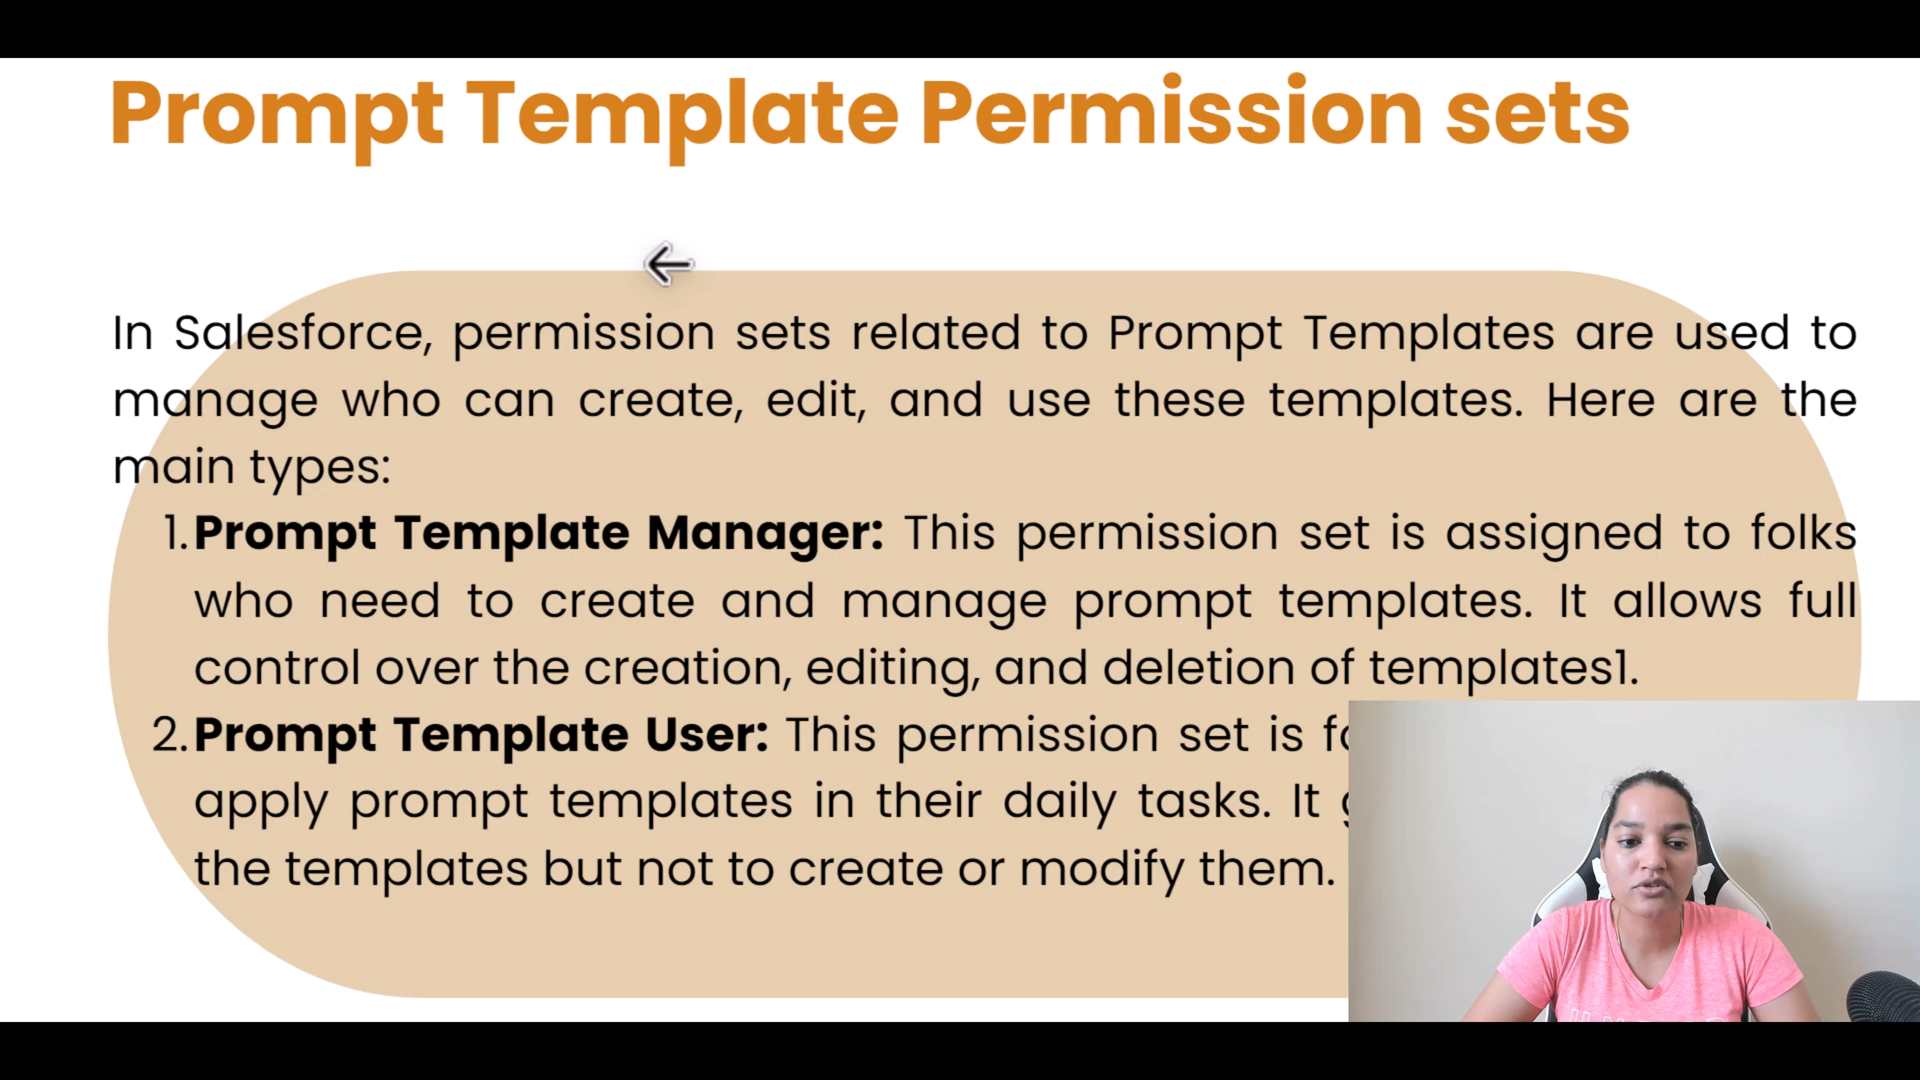 Prompt Template Permission sets
In Salesforce, permission sets related to Prompt Templates are used to
manage who can create, edit, and use these templates. Here are the
main types:
1. Prompt Template Manager: This permission set is assigned to folks
who need to create and manage prompt templates. It allows full
control over the creation, editing, and deletion of templates1.
2. Prompt Template User: This permission set is
apply prompt templates in their daily tasks. It
the templates but not to create or modify them.